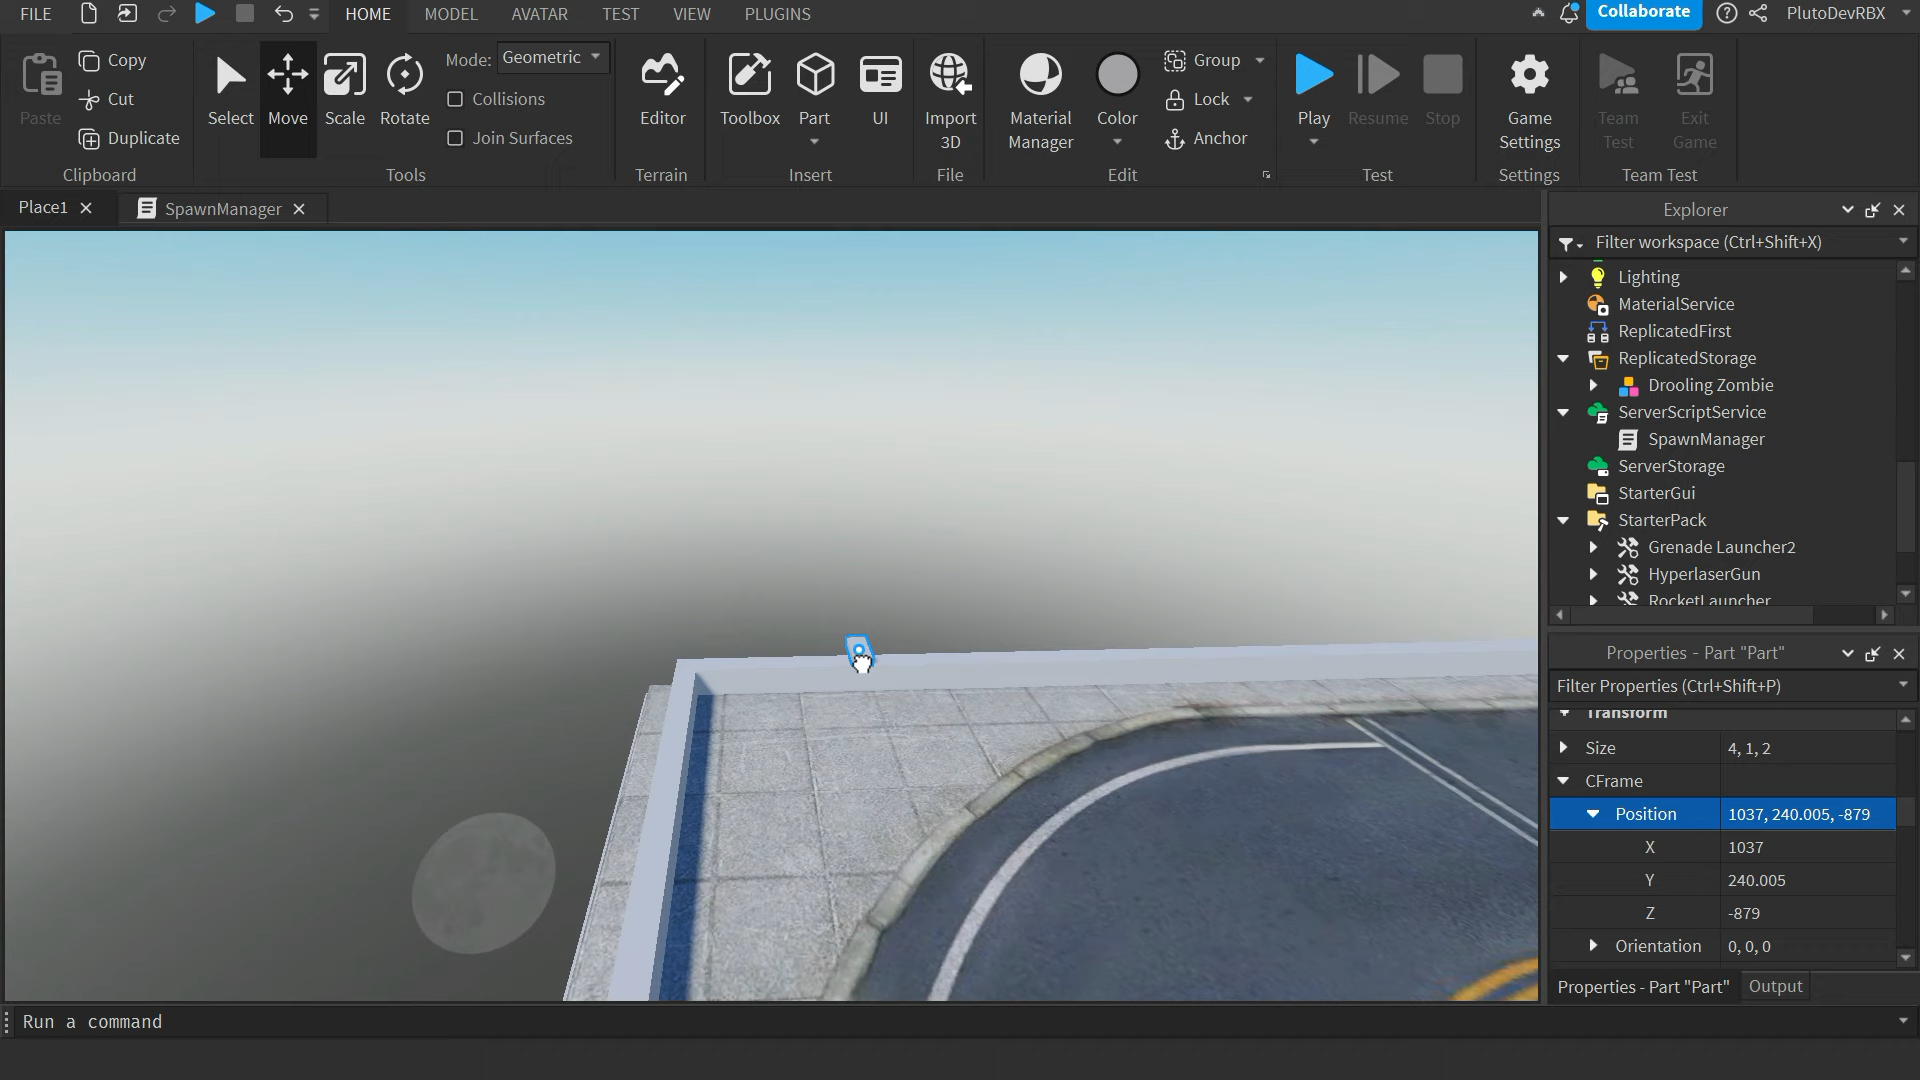 FILE
HOME
MODEL
AVATAR
TEST
VIEW
PLUGINS
Collaborate
PlutoDevRBX
Paste
Copy
Cut
Duplicate
Clipboard
Select
Move
Scale
Rotate
Mode: Geometric
Collisions
Join Surfaces
Tools
Editor
Terrain
Toolbox
Part
UI
Insert
Import
3D
File
Material
Manager
Color
Group
Lock
Anchor
Edit
Play
Resume
Stop
Test
Game
Settings
Settings
Team
Test
Exit
Game
Team Test
Place1
SpawnManager
Explorer
Filter workspace (Ctrl+Shift+X)
Lighting
MaterialService
ReplicatedFirst
ReplicatedStorage
Drooling Zombie
ServerScriptService
SpawnManager
ServerStorage
StarterGui
StarterPack
Grenade Launcher2
HyperlaserGun
RocketLauncher
Properties - Part "Part"
Filter Properties (Ctrl+Shift+P)
Transform
Size 4, 1, 2
CFrame
Position 1037, 240.005, -879
X 1037
Y 240.005
Z -879
Orientation 0, 0, 0
Properties - Part "Part"
Output
Run a command